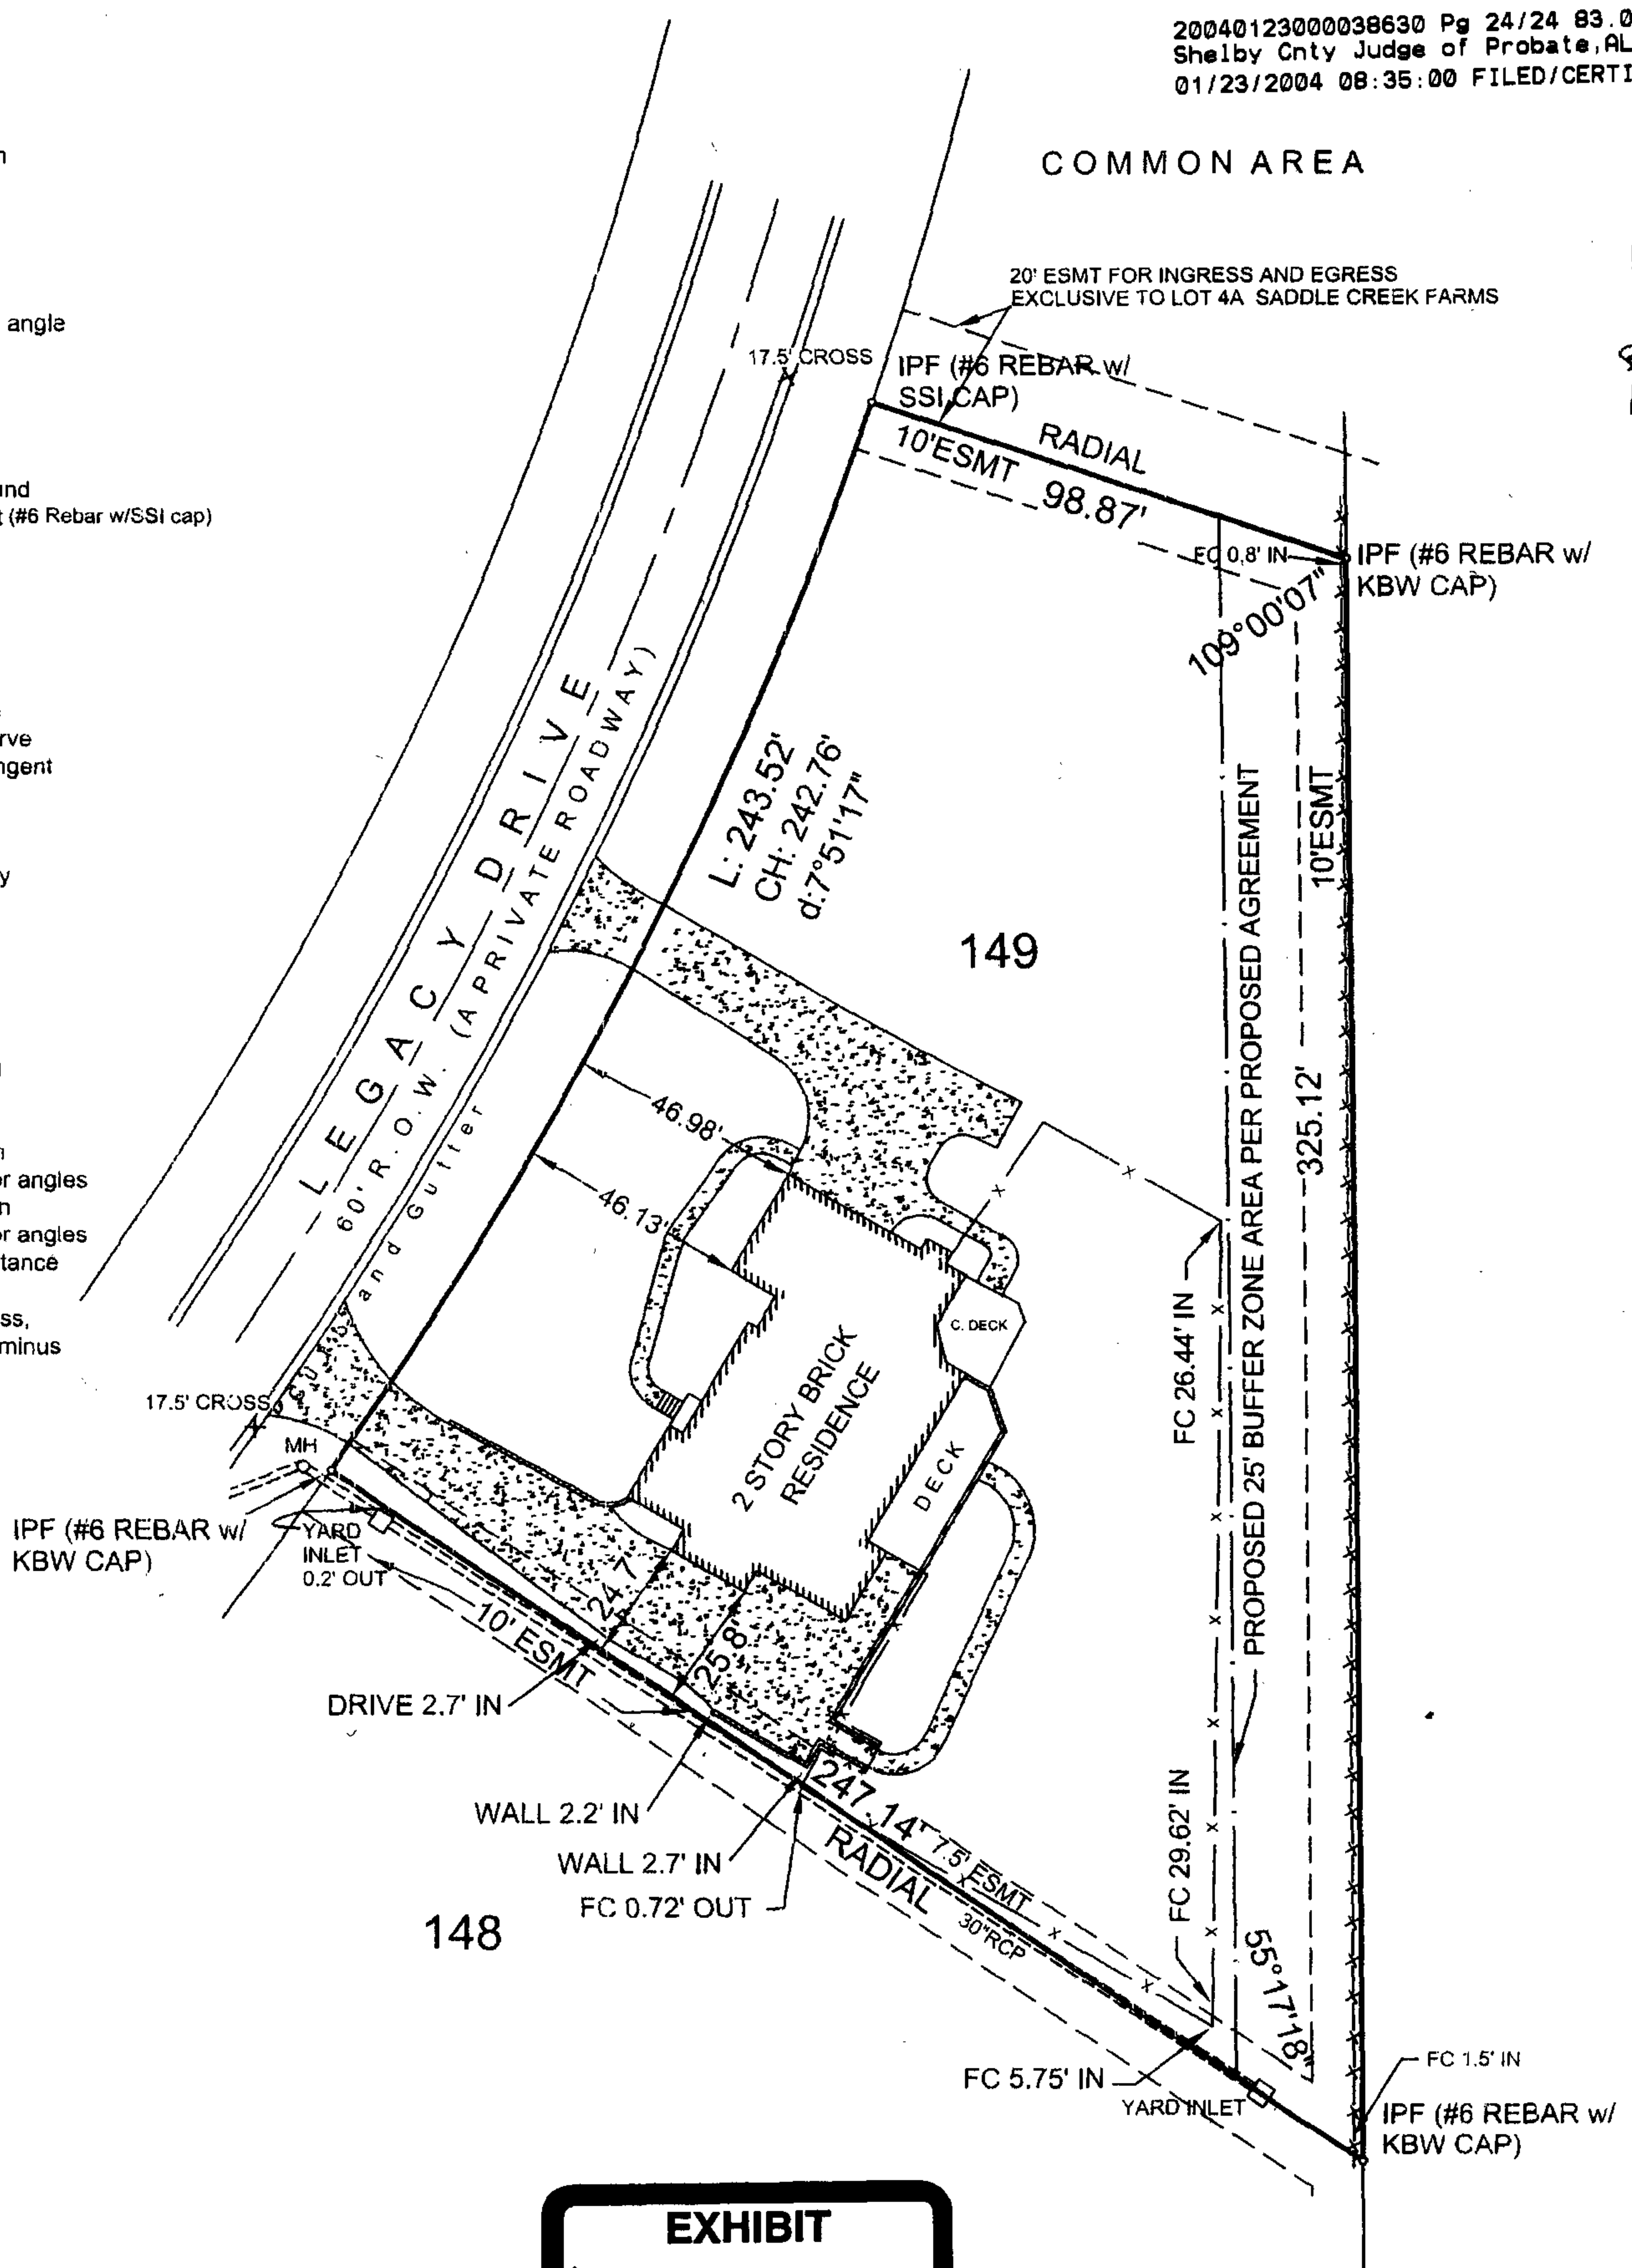 20040123000038630 Pg 24/24 83.0
Shelby Cnty Judge of Probate,AL
01/23/2004 08:35:00 FILED/CERTI
COMMON AREA
20' ESMT FOR INGRESS AND EGRESS
EXCLUSIVE TO LOT 4A SADDLE CREEK FARMS
angle
17.5' CROSS
IPF (#6 REBAR w/
SSI CAP)
RADIAL
10'ESMT
98.87'
(#6 Rebar w/SSI cap)
FC 0.8' IN
IPF (#6 REBAR w/
KBW CAP)
109°00'07"
L: 243.52'
CH: 242.76'
d:7°51'17"
LEGACY DRIVE
60' R.O.W. (A PRIVATE ROADWAY)
Curb and Gutter
149
10'ESMT
325.12'
PROPOSED 25' BUFFER ZONE AREA PER PROPOSED AGREEMENT
46.98'
46.13'
or angles
or angles
minus
FC 26.44' IN
C. DECK
2 STORY BRICK
RESIDENCE
DECK
17.5' CROSS
MH
IPF (#6 REBAR w/
KBW CAP)
YARD
INLET
0.2' OUT
24.7'
25.8'
10' ESMT
DRIVE 2.7' IN
WALL 2.2' IN
WALL 2.7' IN
FC 0.72' OUT
247.14'
RADIAL
7.5' ESMT
30"RCP
FC 29.62' IN
148
55°17'18"
FC 5.75' IN
YARD INLET
FC 1.5' IN
IPF (#6 REBAR w/
KBW CAP)
EXHIBIT